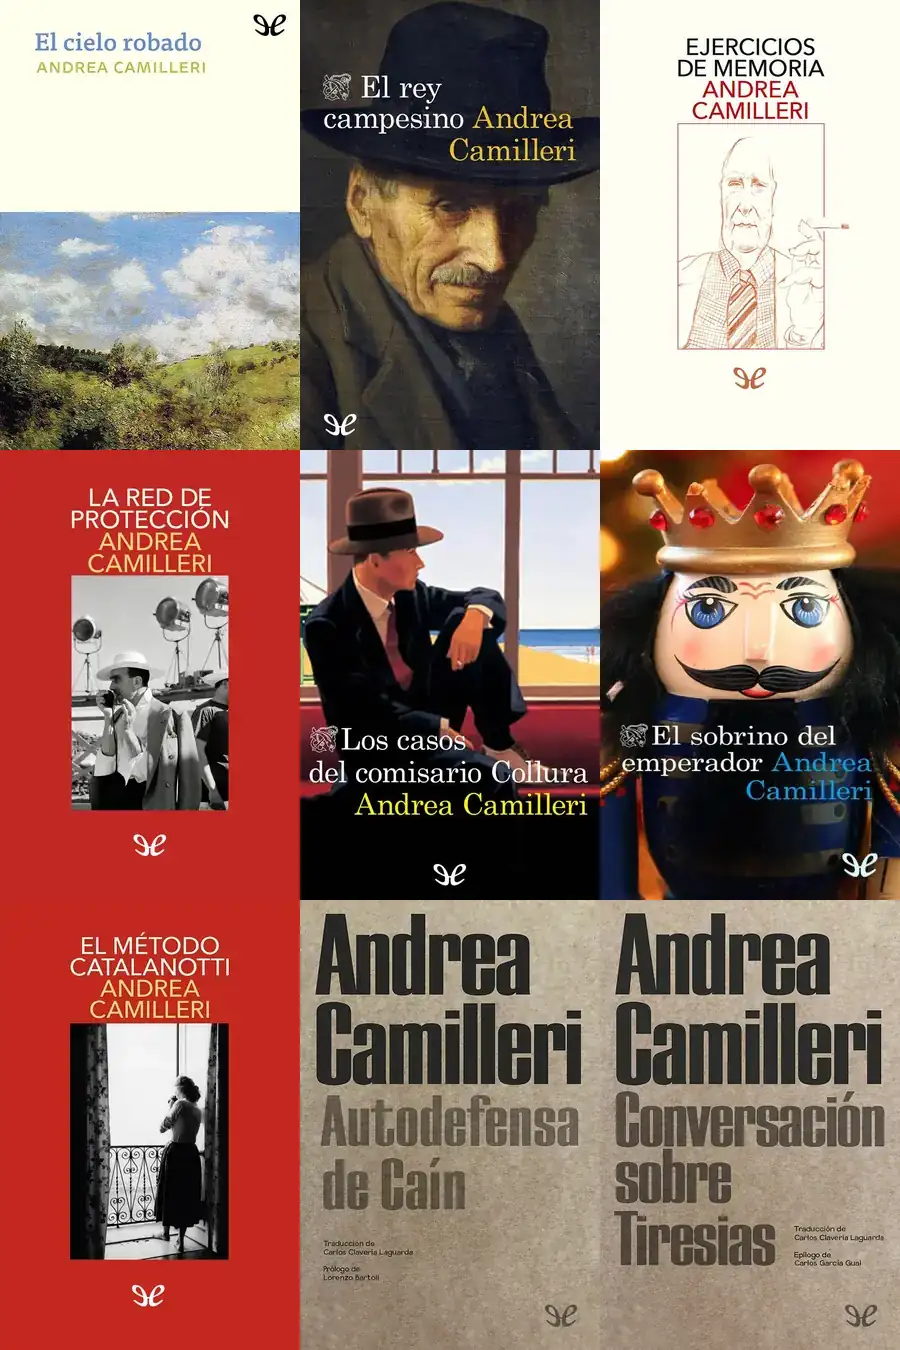 El cielo robado
ANDREA CAMILLERI
El rey
campesino Andrea
Camilleri
EJERCICIOS
DE MEMORIA
ANDREA
CAMILLERI
LA RED DE
PROTECCIÓN
ANDREA
CAMILLERI
Los casos
del comisario Collura
Andrea Camilleri
El sobrino del
emperador Andrea
Camilleri
EL MÉTODO
CATALANOTTI
ANDREA
CAMILLERI
Andrea
Camilleri
Autodefensa
de Caín
Traducción de
Carlos Clavería Laguarda
Prólogo de
Lorenzo Bartoli
Andrea
Camilleri
Conversación
sobre
Tiresias
Traducción de
Carlos Clavería Laguarda
Epílogo de
Carlos García Gual